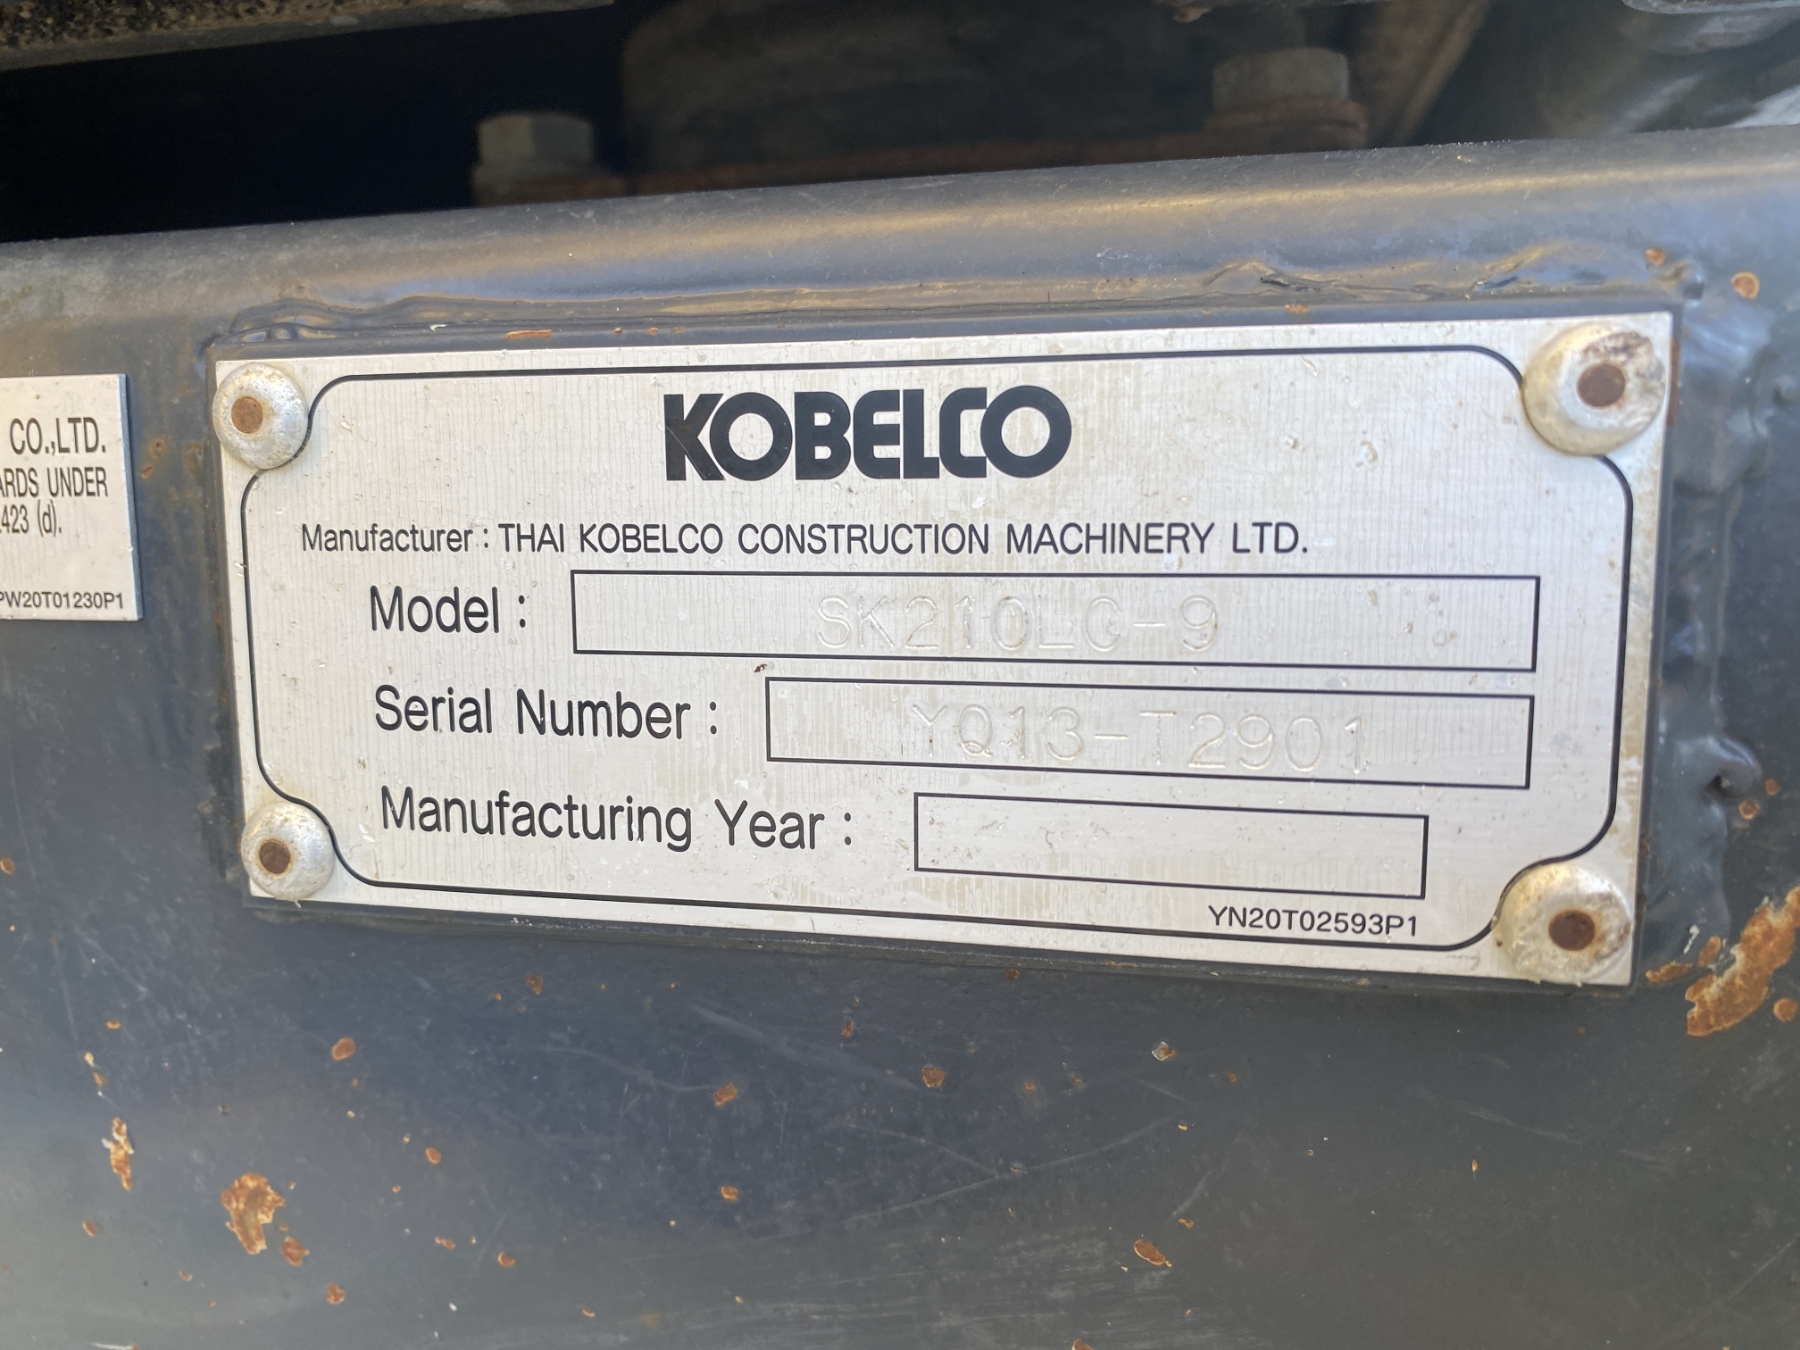 CO.,LTD.
ARDS UNDER
423 (d).
PW20T01230P1
KOBELCO
Manufacturer : THAI KOBELCO CONSTRUCTION MACHINERY LTD.
Model : SK210LC-9
Serial Number : YQ13-T2901
Manufacturing Year :
YN20T02593P1